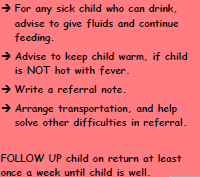 → For any sick child who can drink,
advise to give fluids and continue
feeding.
→ Advise to keep child warm, if child
is NOT hot with fever.
→ Write a referral note.
→ Arrange transportation, and help
solve other difficulties in referral.
FOLLOW UP child on return at least
once a week until child is well.